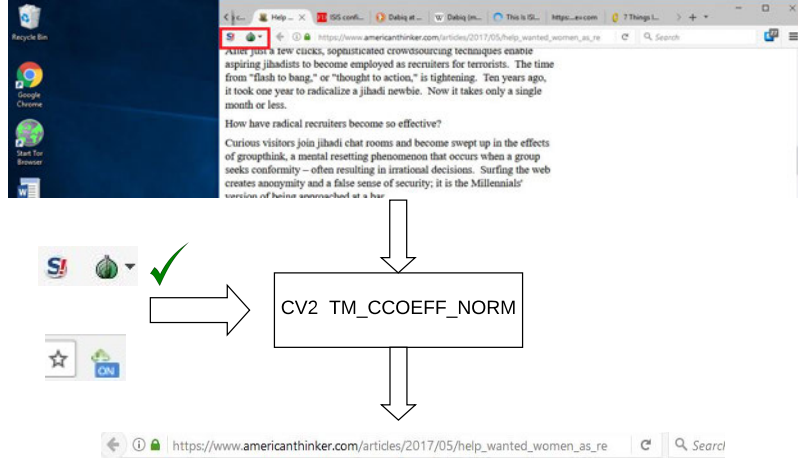 c...
Help ...
ISIS confi...
Dabiq at ...
Dabiq (m...
This Is ISI...
https:...ev.com
7 Things I...
Recycle Bin
https://www.americanthinker.com/articles/2017/05/help_wanted_women_as_re
Search
After just a few clicks, sophisticated crowdsourcing techniques enable
aspiring jihadists to become employed as recruiters for terrorists. The time
from "flash to bang," or "thought to action," is tightening. Ten years ago,
it took one year to radicalize a jihadi newbie. Now it takes only a single
month or less.
Google
Chrome
How have radical recruiters become so effective?
Curious visitors join jihadi chat rooms and become swept up in the effects
of groupthink, a mental resetting phenomenon that occurs when a group
seeks conformity – often resulting in irrational decisions. Surfing the web
creates anonymity and a false sense of security; it is the Millennials'
version of being approached at a bar
Start Tor
Browser
W
S!
CV2 TM_CCOEFF_NORM
ON
https://www.americanthinker.com/articles/2017/05/help_wanted_women_as_re
Search